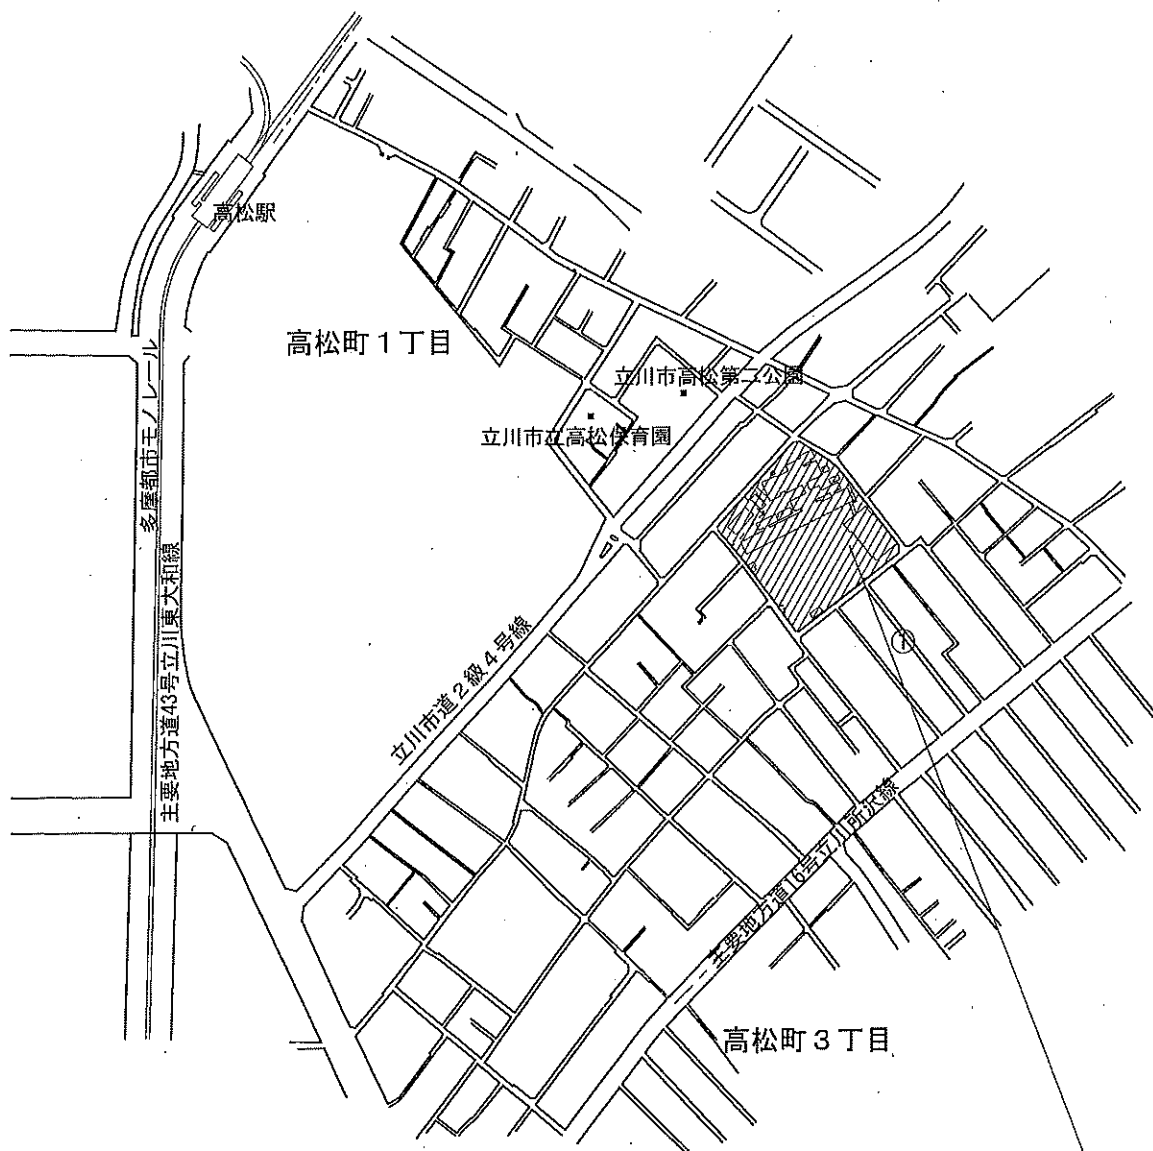 高松駅
高松町１丁目
立川市高松第二公園
立川市立高松保育園
多摩都市モノレール
主要地方道43号立川東大和線
立川市道２級４号線
①
主要地方道16号立川所沢線
高松町３丁目